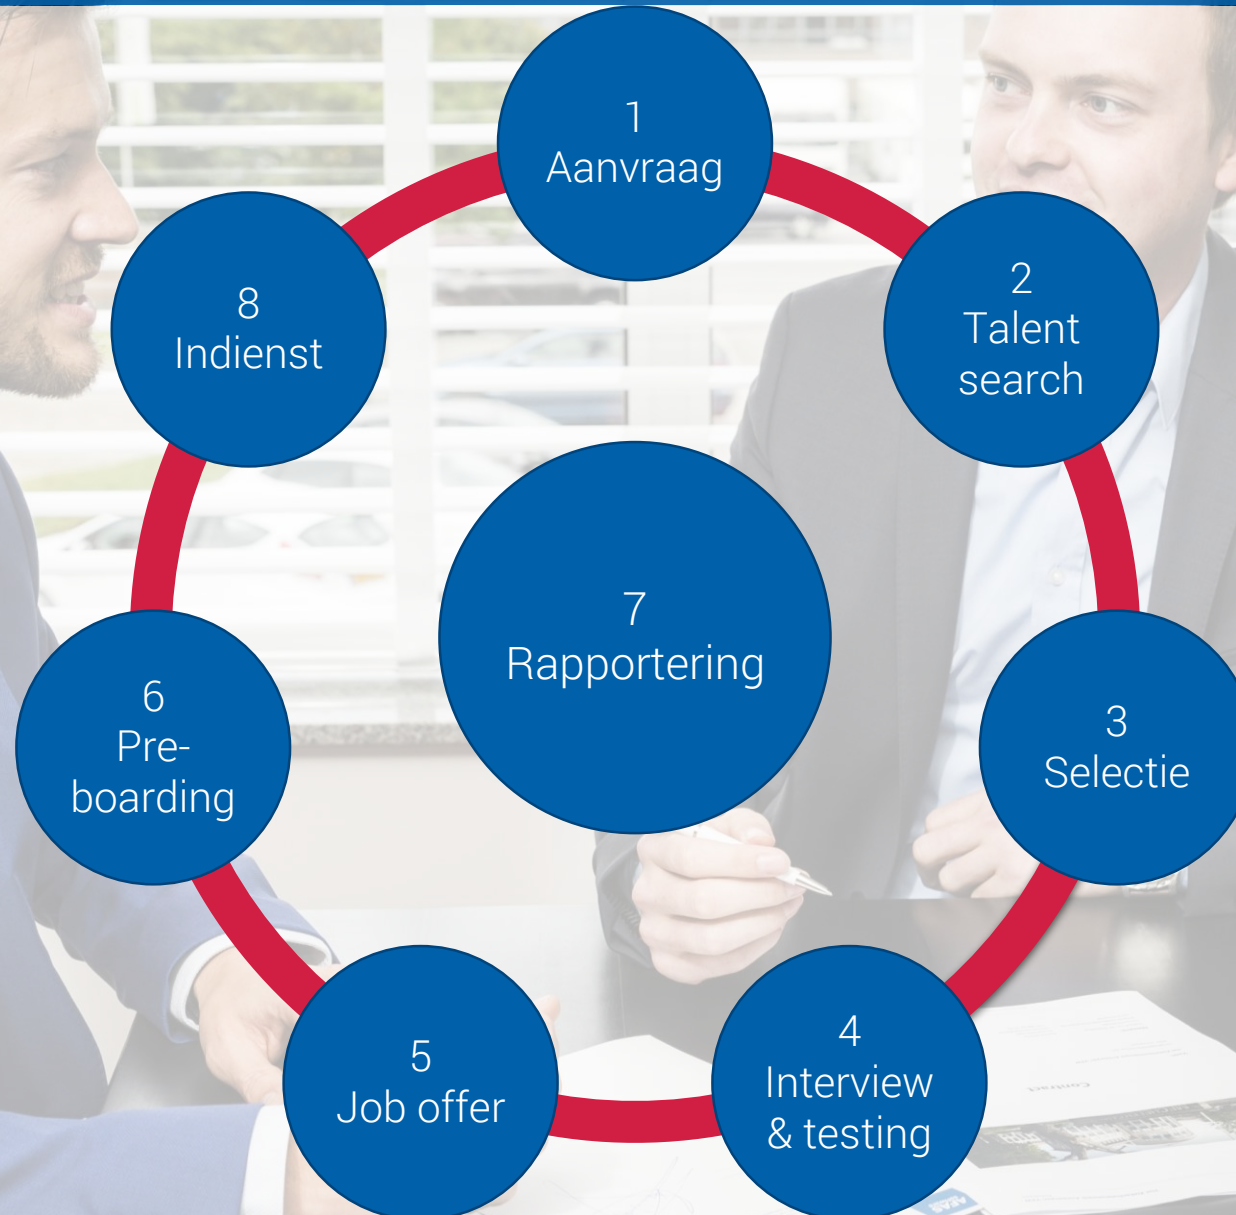 1
Aanvraag
2
Talent
search
3
Selectie
4
Interview
& testing
5
Job offer
6
Pre-
boarding
7
Rapportering
8
Indienst
Contract